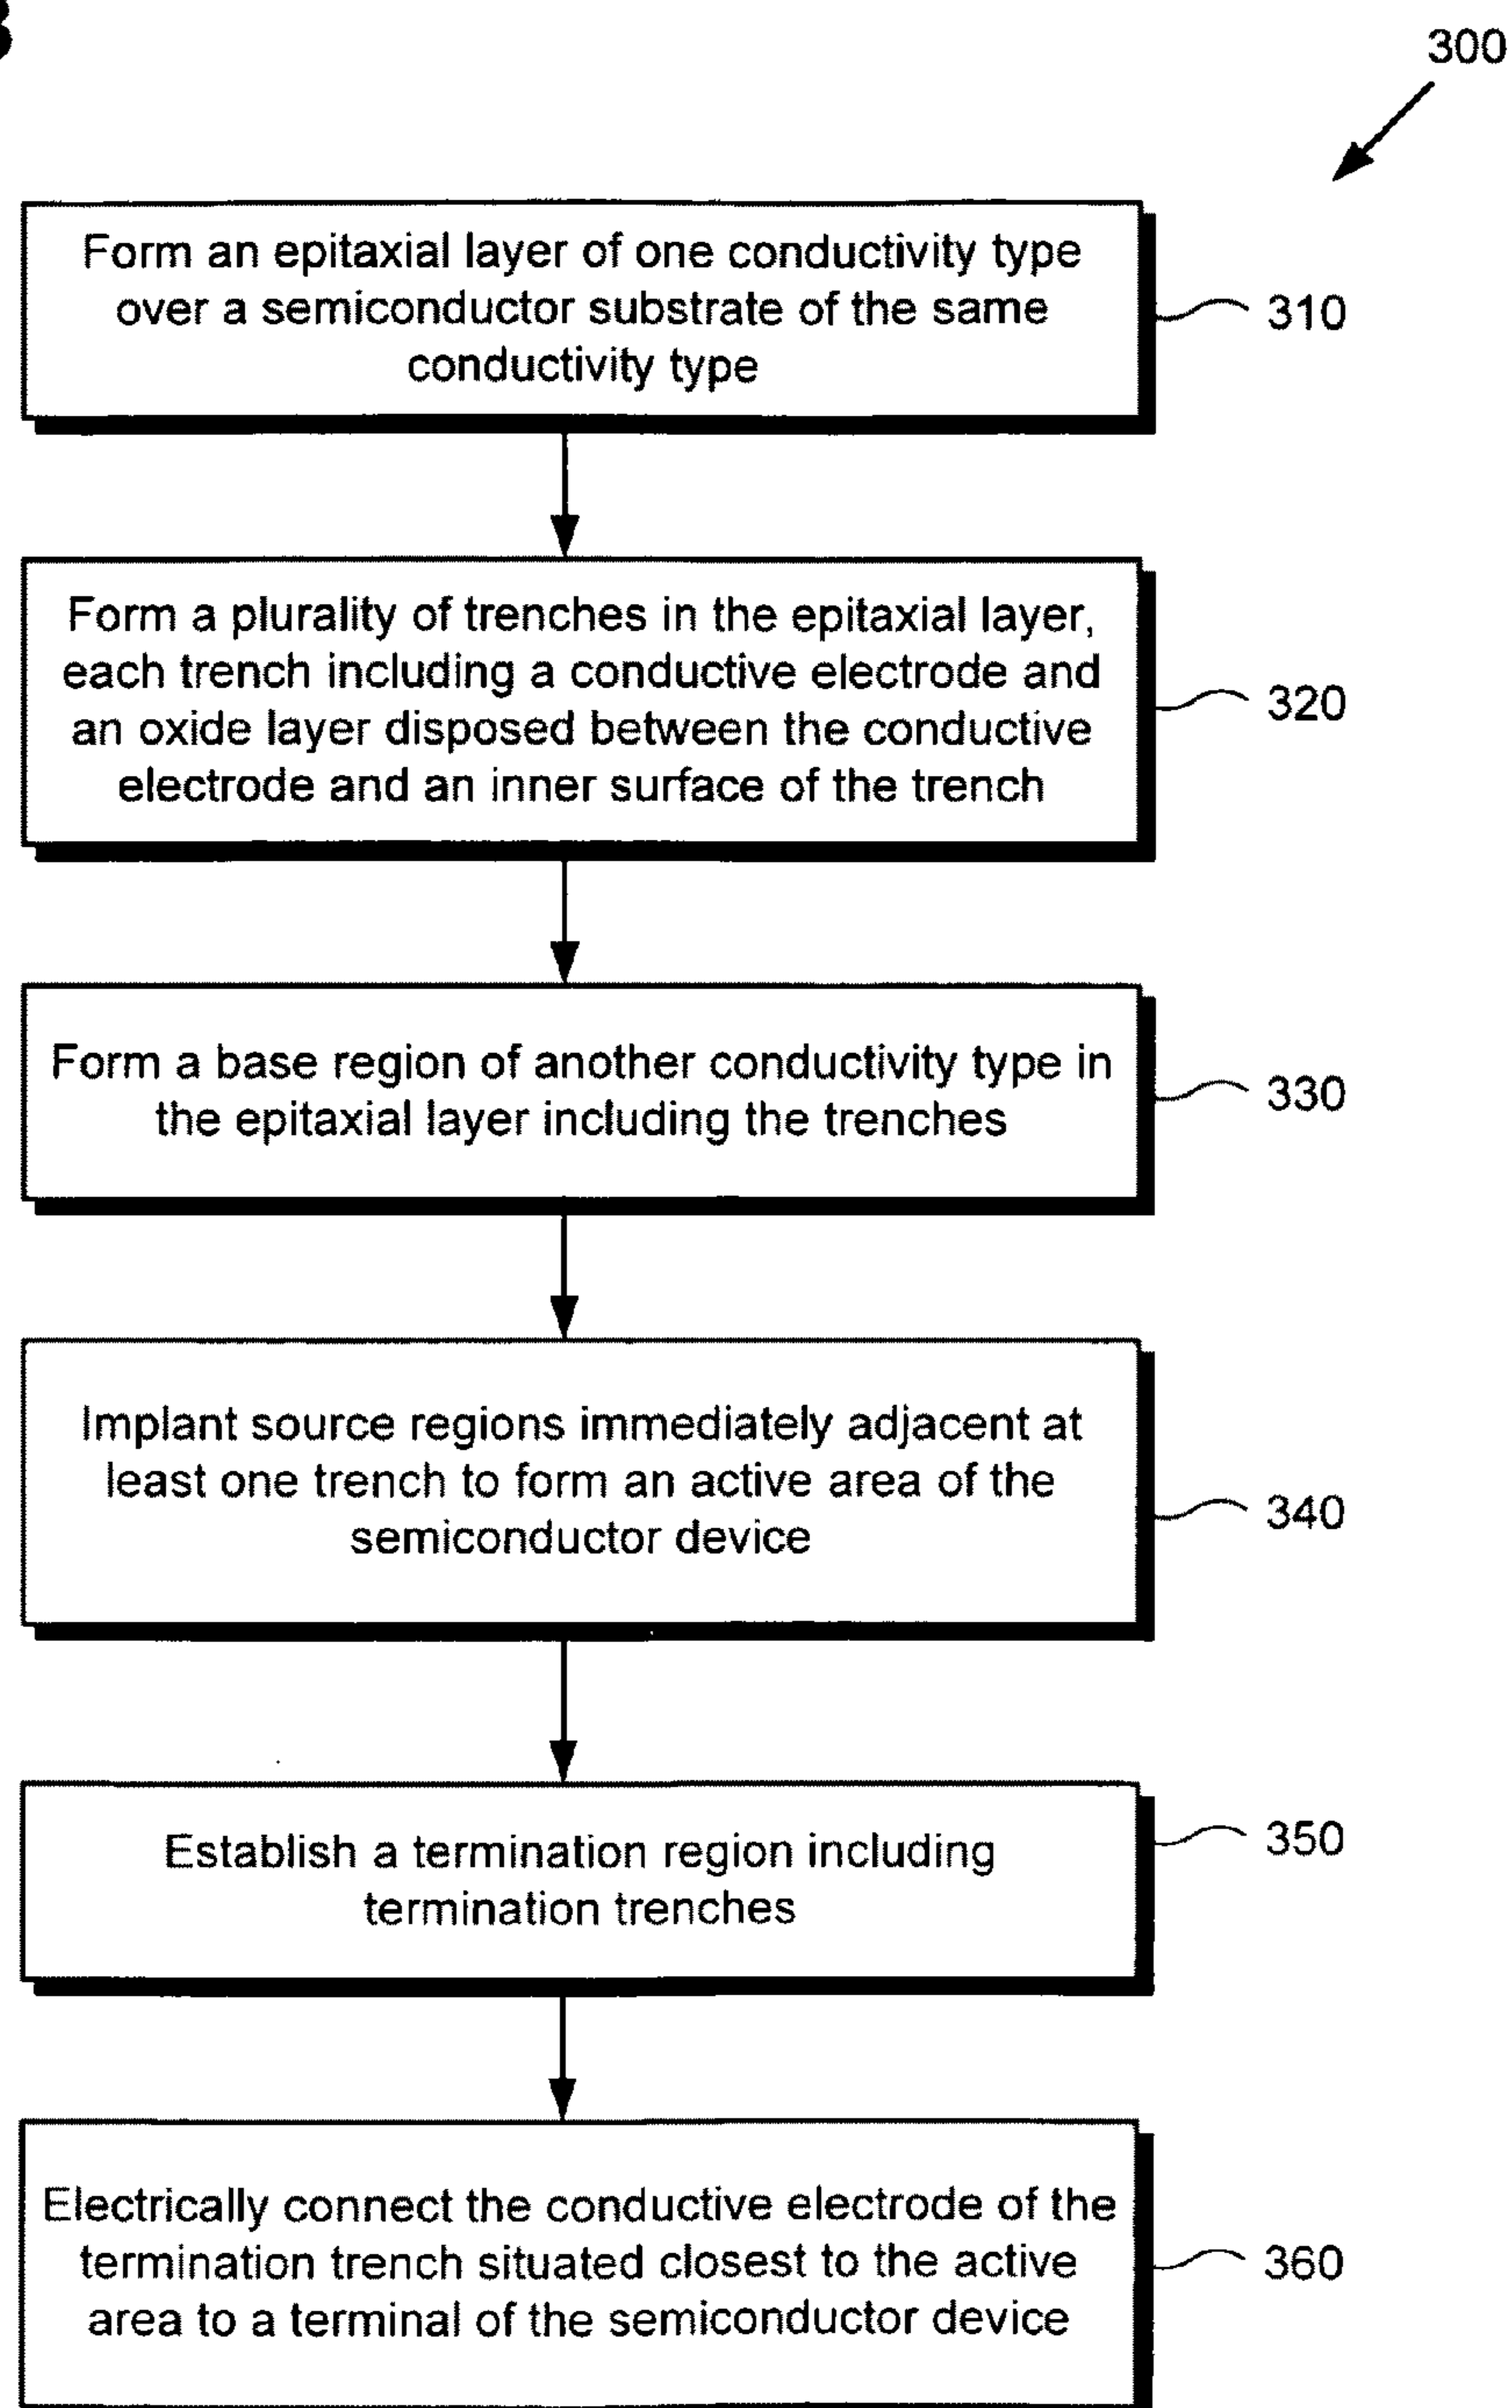 300
Form an epitaxial layer of one conductivity type
over a semiconductor substrate of the same
conductivity type
310
Form a plurality of trenches in the epitaxial layer,
each trench including a conductive electrode and
an oxide layer disposed between the conductive
electrode and an inner surface of the trench
320
Form a base region of another conductivity type in
the epitaxial layer including the trenches
330
Implant source regions immediately adjacent at
least one trench to form an active area of the
semiconductor device
340
Establish a termination region including
termination trenches
350
Electrically connect the conductive electrode of the
termination trench situated closest to the active
area to a terminal of the semiconductor device
360